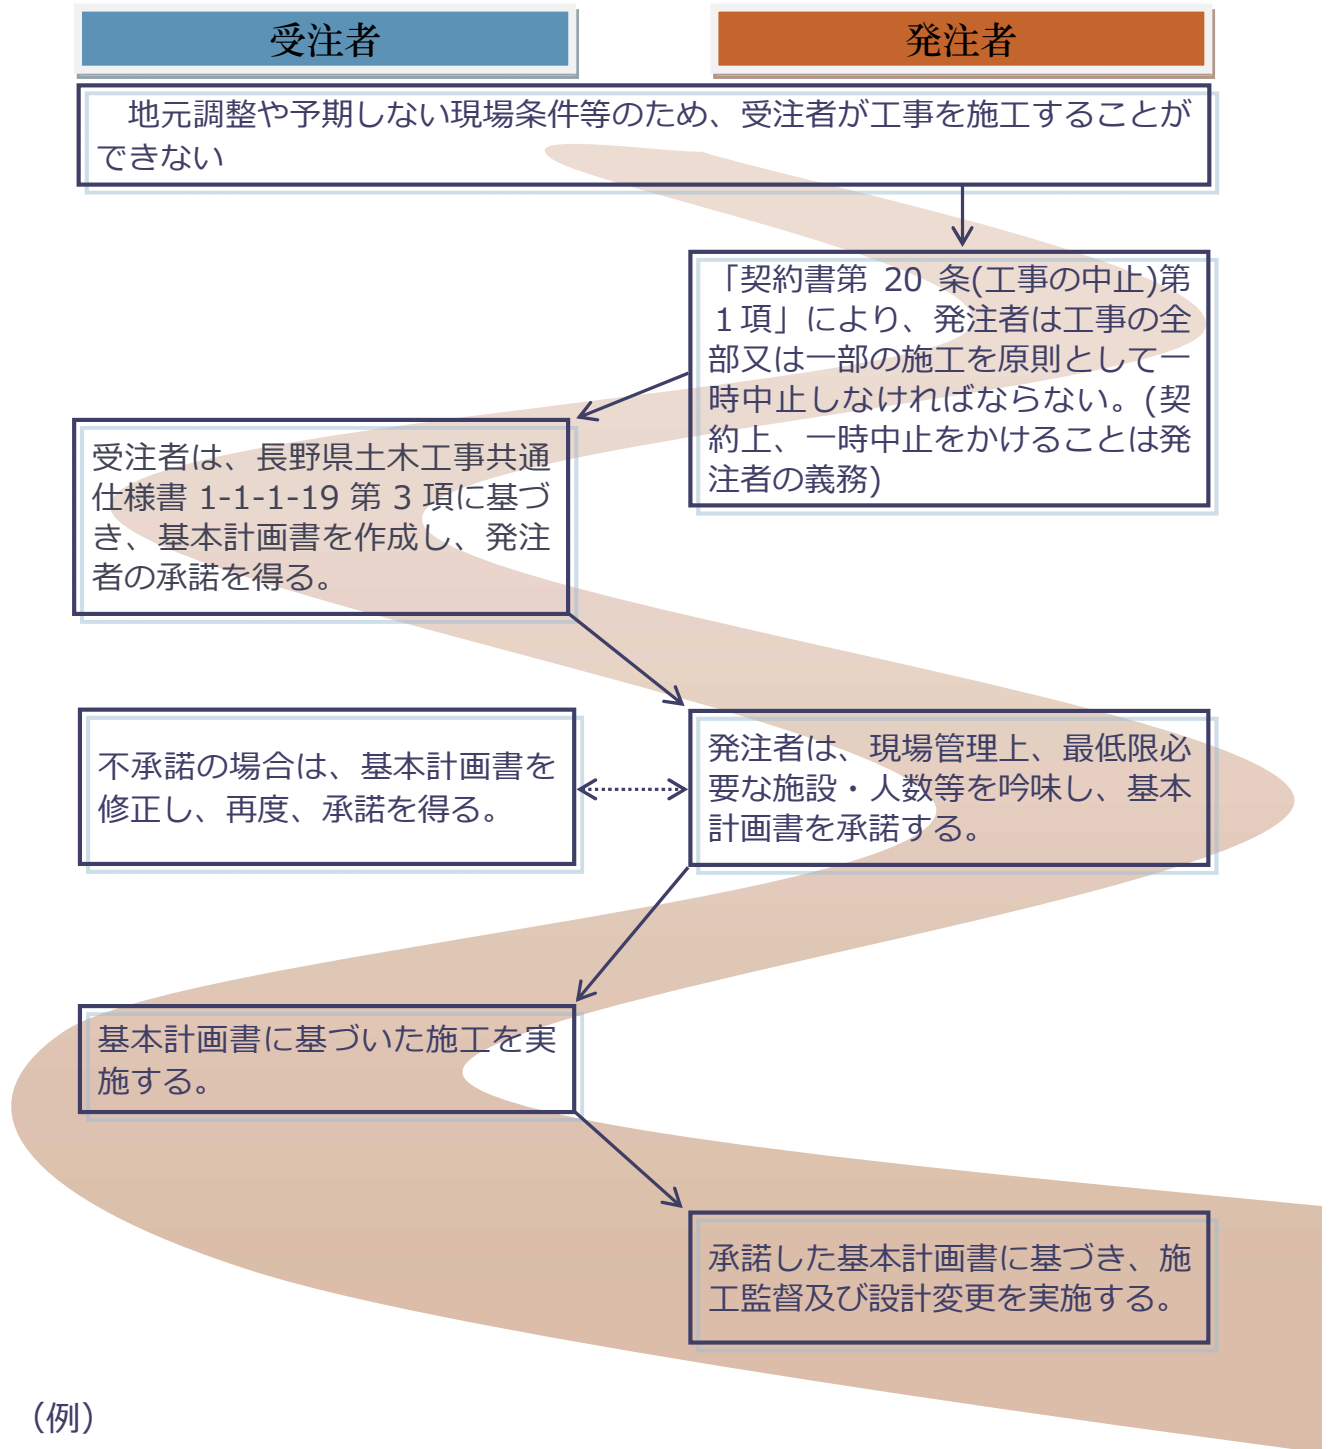 受注者
発注者
　地元調整や予期しない現場条件等のため、受注者が工事を施工することが
できない
「契約書第 20 条(工事の中止)第
１項」により、発注者は工事の全
部又は一部の施工を原則として一
時中止しなければならない。(契
約上、一時中止をかけることは発
注者の義務)
受注者は、長野県土木工事共通
仕様書 1-1-1-19 第 3 項に基づ
き、基本計画書を作成し、発注
者の承諾を得る。
不承諾の場合は、基本計画書を
修正し、再度、承諾を得る。
発注者は、現場管理上、最低限必
要な施設・人数等を吟味し、基本
計画書を承諾する。
基本計画書に基づいた施工を実
施する。
承諾した基本計画書に基づき、施
工監督及び設計変更を実施する。
（例）